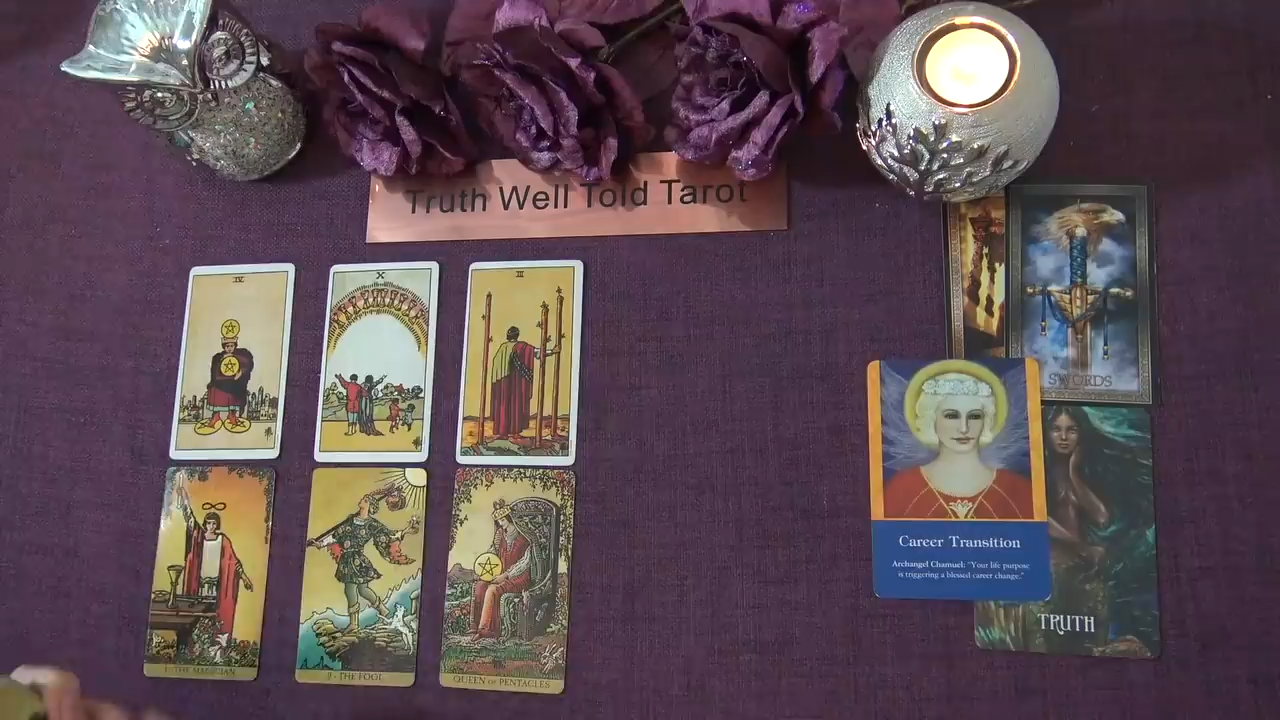 Truth Well Told Tarot
IV
X
III
SWORDS
Career Transition
Archangel Chamuel: "Your life purpose
is triggering a blessed career change."
TRUTH
I - THE MAGICIAN
0 - THE FOOL
QUEEN OF PENTACLES